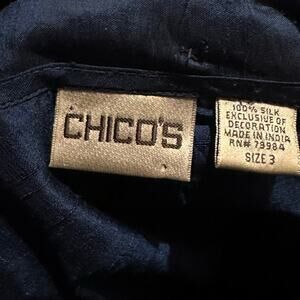 CHICO'S
100% SILK
EXCLUSIVE OF
DECORATION
MADE IN INDIA
RN# 79984
SIZE 3